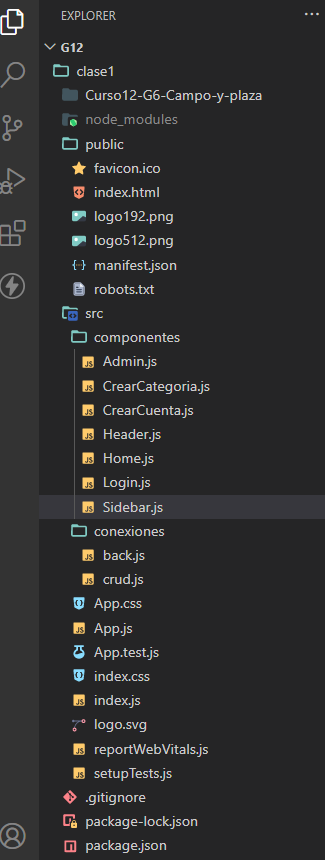 EXPLORER
G12
clase1
Curso12-G6-Campo-y-plaza
node_modules
public
favicon.ico
index.html
logo192.png
logo512.png
manifest.json
robots.txt
src
componentes
Admin.js
CrearCategoria.js
CrearCuenta.js
Header.js
Home.js
Login.js
Sidebar.js
conexiones
back.js
crud.js
App.css
App.js
App.test.js
index.css
index.js
logo.svg
reportWebVitals.js
setupTests.js
.gitignore
package-lock.json
package.json